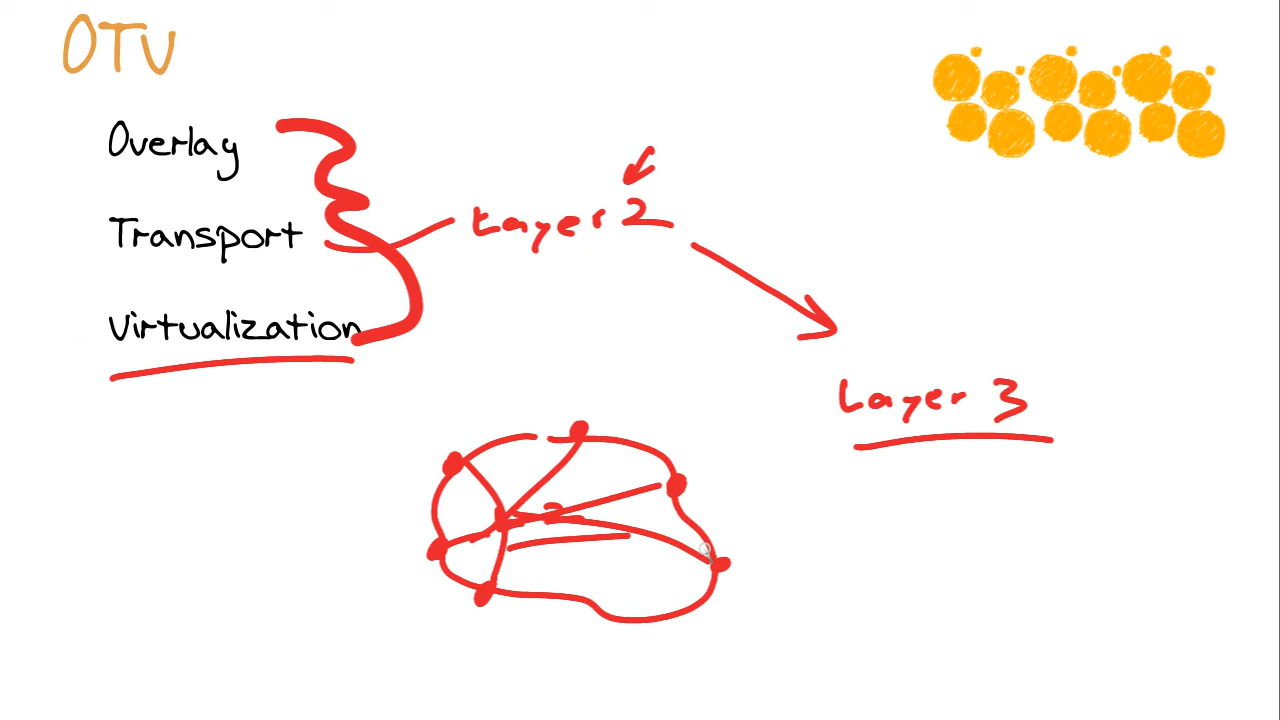 OTV
Overlay
Transport
Virtualization
Layer 2
Layer 3